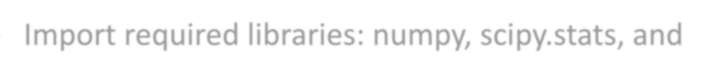 Import required libraries: numpy, scipy.stats, and